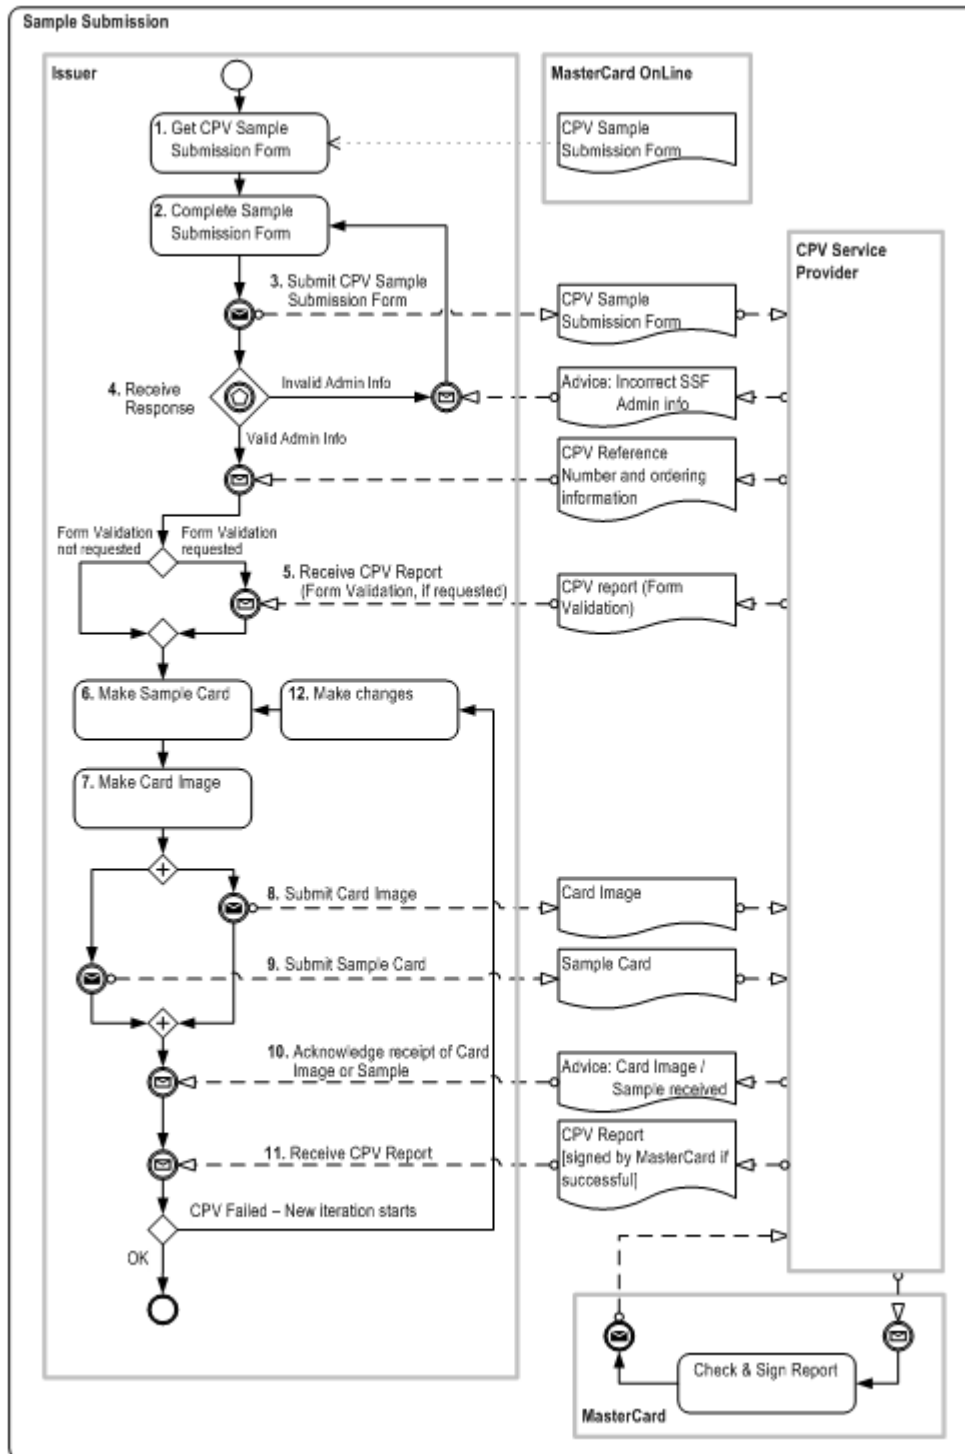 Sample Submission
Issuer
MasterCard OnLine
1. Get CPV Sample
Submission Form
CPV Sample
Submission Form
2. Complete Sample
Submission Form
CPV Service
Provider
3. Submit CPV Sample
Submission Form
CPV Sample
Submission Form
4. Receive
Response
Invalid Admin Info
Advice: Incorrect SSF
Admin info
Valid Admin Info
CPV Reference
Number and ordering
information
Form Validation
not requested
Form Validation
requested
5. Receive CPV Report
(Form Validation, if requested)
CPV report (Form
Validation)
6. Make Sample Card
12. Make changes
7. Make Card Image
8. Submit Card Image
Card Image
9. Submit Sample Card
Sample Card
10. Acknowledge receipt of Card
Image or Sample
Advice: Card Image /
Sample received
11. Receive CPV Report
CPV Report
[signed by MasterCard if
successful]
CPV Failed – New iteration starts
OK
Check & Sign Report
MasterCard